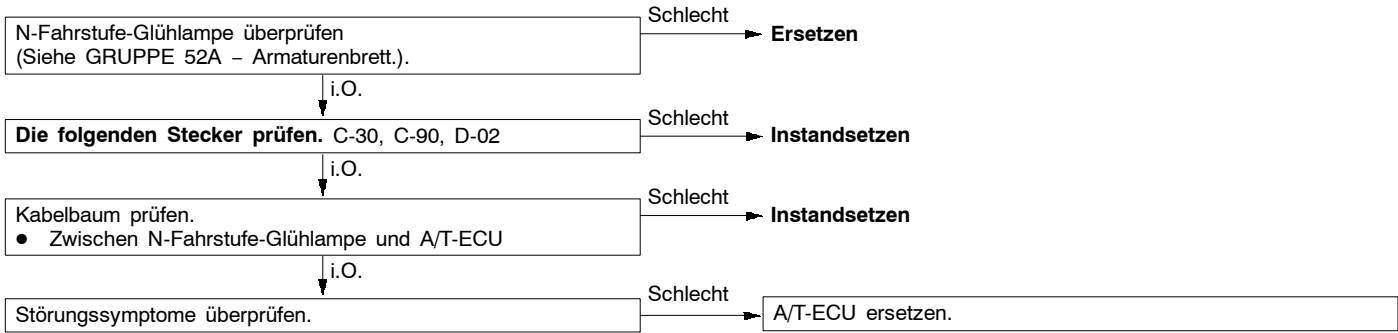 N-Fahrstufe-Glühlampe überprüfen
(Siehe GRUPPE 52A – Armaturenbrett.).
Schlecht
Ersetzen
i.O.
Die folgenden Stecker prüfen. C-30, C-90, D-02
Schlecht
Instandsetzen
i.O.
Kabelbaum prüfen.
● Zwischen N-Fahrstufe-Glühlampe und A/T-ECU
Schlecht
Instandsetzen
i.O.
Störungssymptome überprüfen.
Schlecht
A/T-ECU ersetzen.